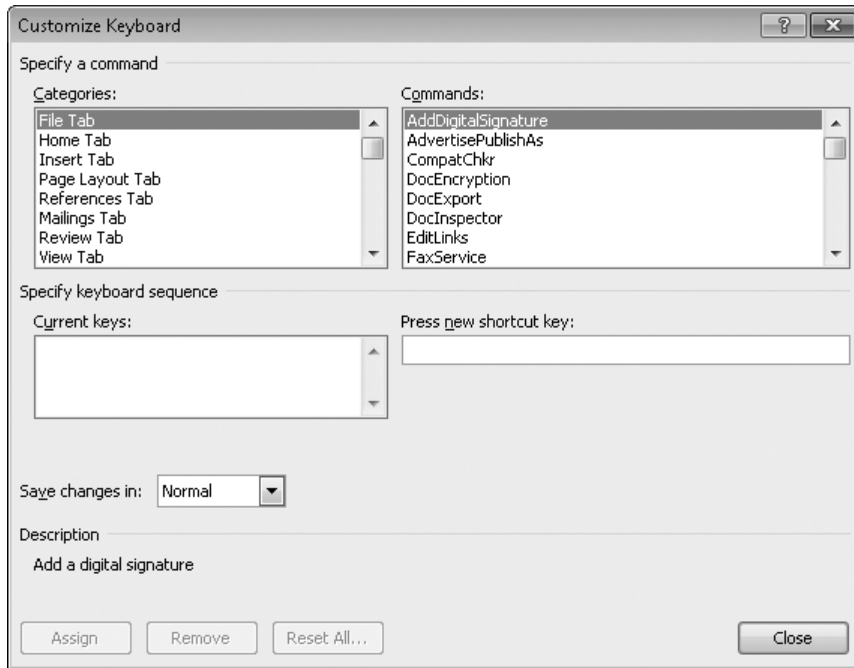 Customize Keyboard
Specify a command
Categories:
Commands:
File Tab
Home Tab
Insert Tab
Page Layout Tab
References Tab
Mailings Tab
Review Tab
View Tab
AddDigitalSignature
AdvertisePublishAs
CompatChkr
DocEncryption
DocExport
DocInspector
EditLinks
FaxService
Specify keyboard sequence
Current keys:
Press new shortcut key:
Save changes in: Normal
Description
Add a digital signature
Assign Remove Reset All... Close